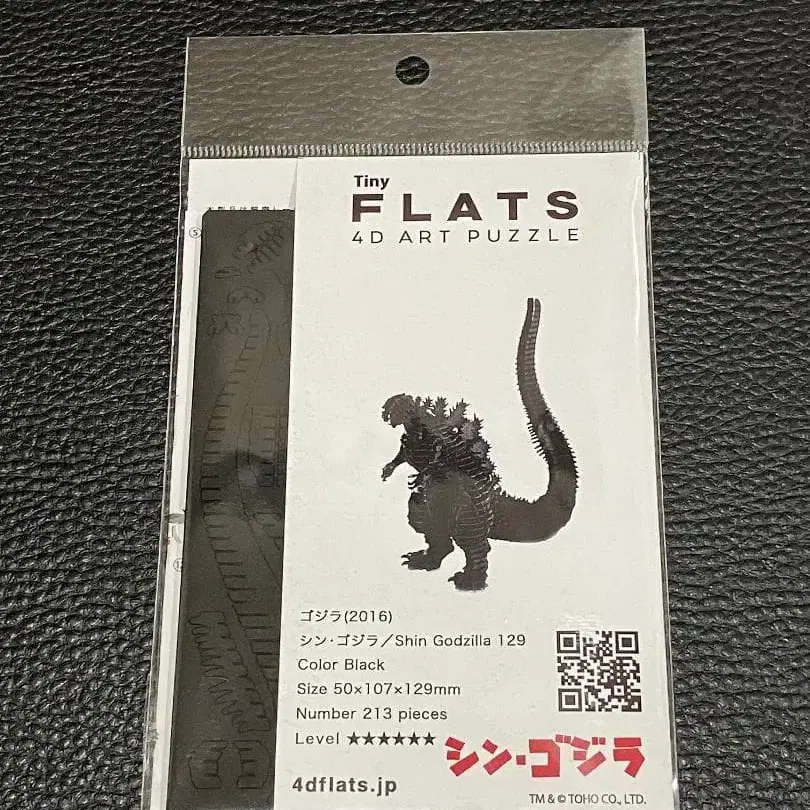 Tiny
FLATS
4D ART PUZZLE
⑤
ゴジラ(2016)
シン・ゴジラ／Shin Godzilla 129
Color Black
Size 50×107×129mm
Number 213 pieces
Level ★★★★★★
シン・ゴジラ
4dflats.jp
TM & © TOHO CO., LTD.